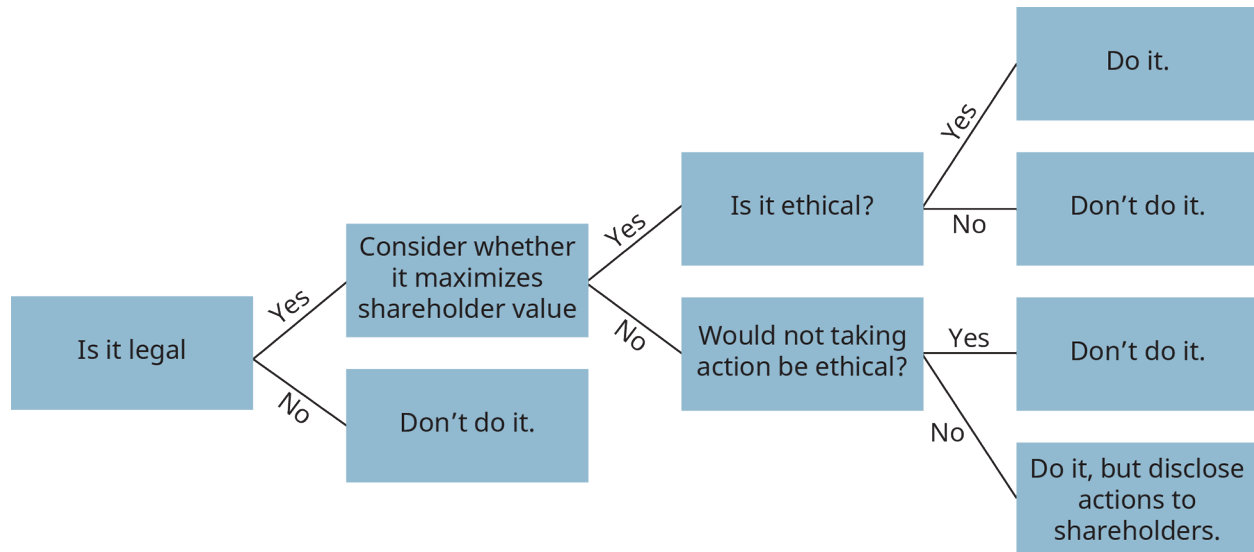 Is it legal
Yes
No
Consider whether
it maximizes
shareholder value
Don’t do it.
Yes
No
Is it ethical?
Would not taking
action be ethical?
Yes
No
Yes
No
Do it.
Don’t do it.
Don’t do it.
Do it, but disclose
actions to
shareholders.